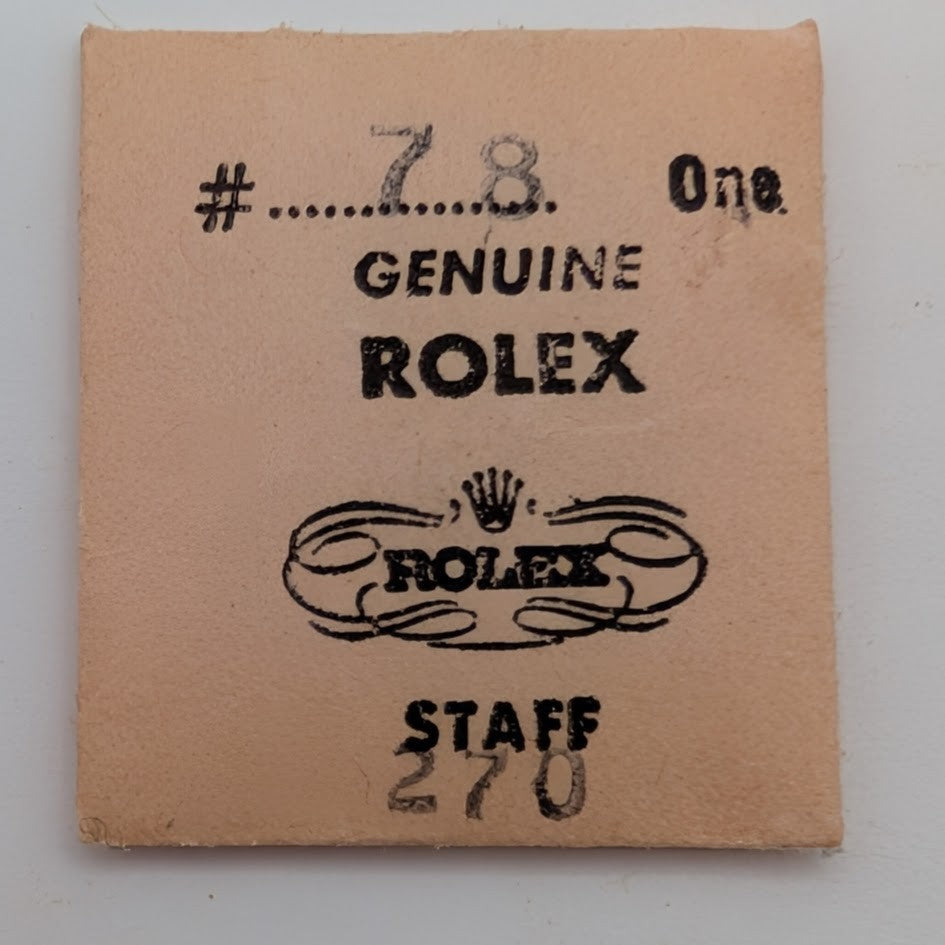 #............... 78 One.
GENUINE
ROLEX
ROLEX
STAFF
270